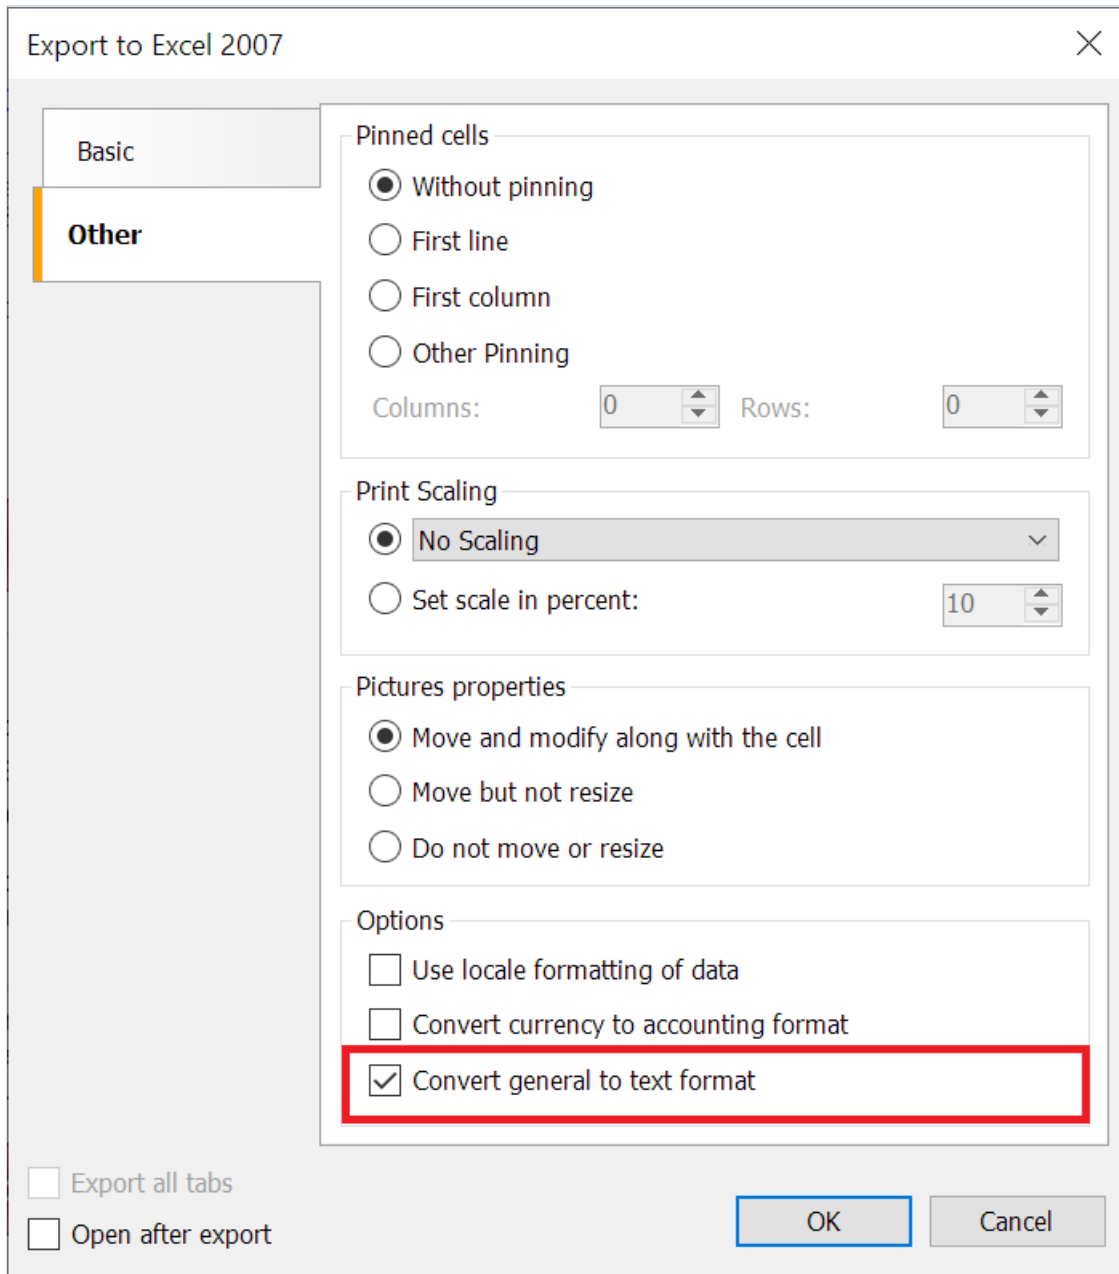 Export to Excel 2007
Basic
Other
Pinned cells
Without pinning
First line
First column
Other Pinning
Columns: 0 Rows: 0
Print Scaling
No Scaling
Set scale in percent: 10
Pictures properties
Move and modify along with the cell
Move but not resize
Do not move or resize
Options
Use locale formatting of data
Convert currency to accounting format
Convert general to text format
Export all tabs
Open after export
OK Cancel